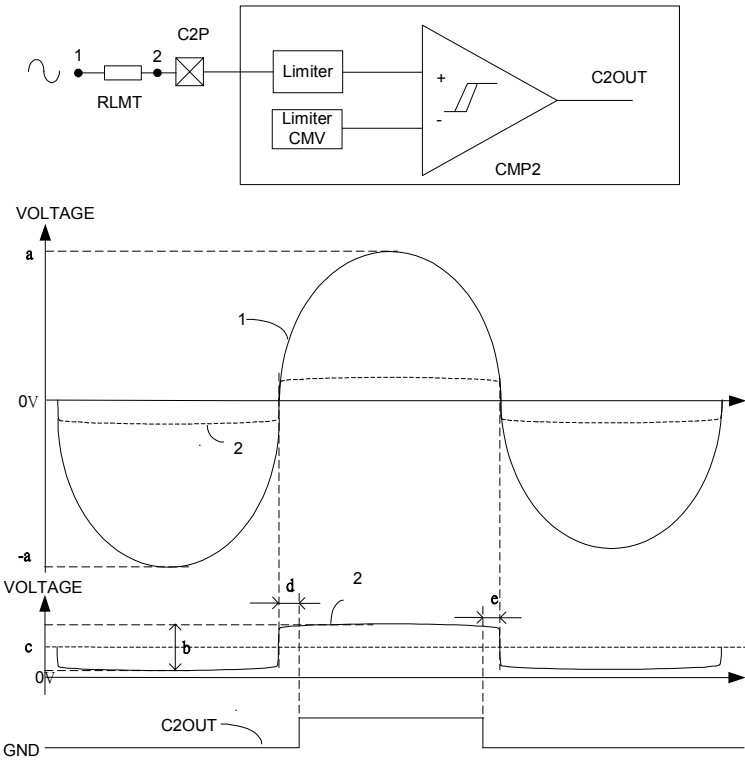 C2P
1
2
RLMT
Limiter
Limiter
CMV
+
-
C2OUT
CMP2
VOLTAGE
a
1
0V
2
-a
VOLTAGE
d
2
e
c
b
0V
C2OUT
GND